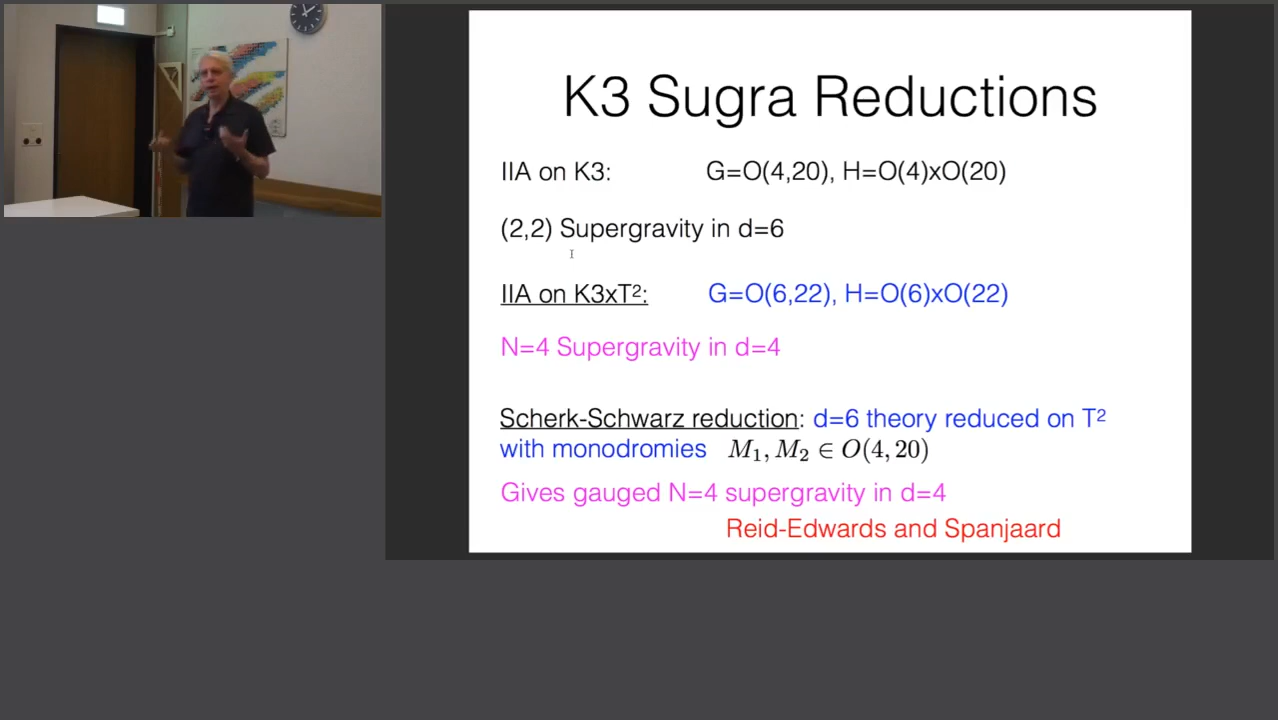 K3 Sugra Reductions
IIA on K3: G=O(4,20), H=O(4)xO(20)
(2,2) Supergravity in d=6
IIA on K3xT²: G=O(6,22), H=O(6)xO(22)
N=4 Supergravity in d=4
Scherk-Schwarz reduction: d=6 theory reduced on T²
with monodromies M₁, M₂ ∈ O(4, 20)
Gives gauged N=4 supergravity in d=4
Reid-Edwards and Spanjaard